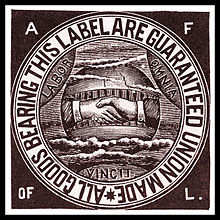 A F
ALL GOODS BEARING THIS LABEL ARE GUARANTEED UNION MADE
LABOR OMNIA
VINCIT
OF L.